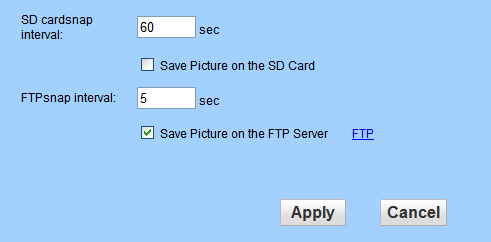 SD cardsnap
interval:
60 sec
Save Picture on the SD Card
FTPsnap interval: 5 sec
Save Picture on the FTP Server FTP
Apply Cancel